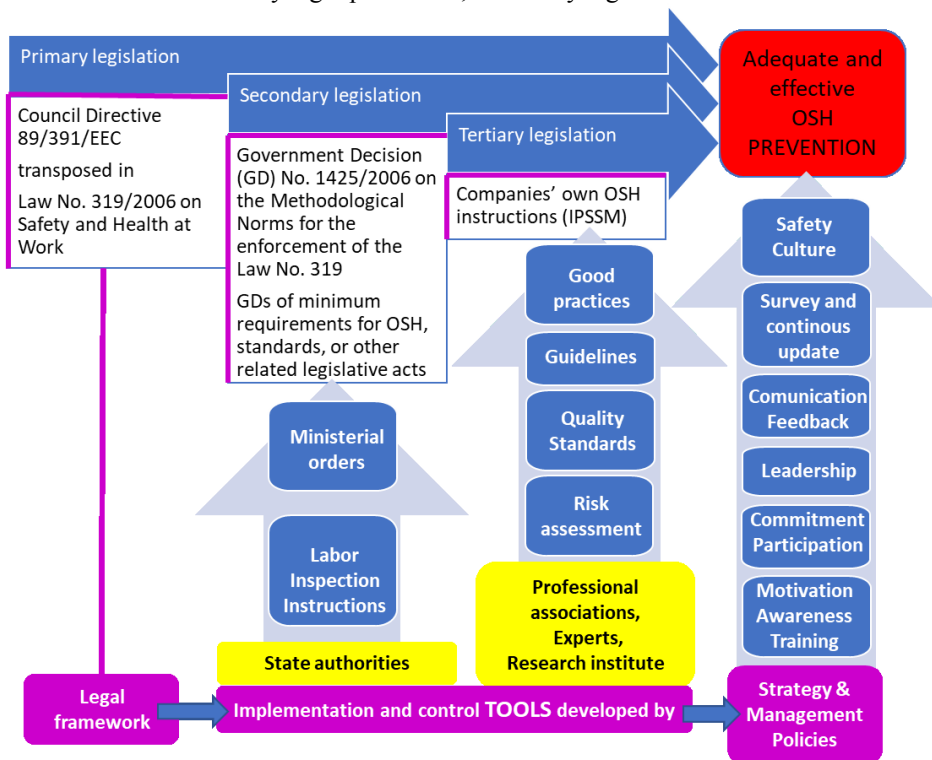 Primary legislation
Council Directive
89/391/EEC
transposed in
Law No. 319/2006 on
Safety and Health at
Work
Secondary legislation
Government Decision
(GD) No. 1425/2006 on
the Methodological
Norms for the
enforcement of the
Law No. 319
GDs of minimum
requirements for OSH,
standards, or other
related legislative acts
Tertiary legislation
Companies’ own OSH
instructions (IPSSM)
Adequate and
effective
OSH
PREVENTION
Ministerial
orders
Labor
Inspection
Instructions
State authorities
Good
practices
Guidelines
Quality
Standards
Risk
assessment
Professional
associations,
Experts,
Research institute
Safety
Culture
Survey and
continous
update
Comunication
Feedback
Leadership
Commitment
Participation
Motivation
Awareness
Training
Legal
framework
Implementation and control TOOLS developed by
Strategy &
Management
Policies